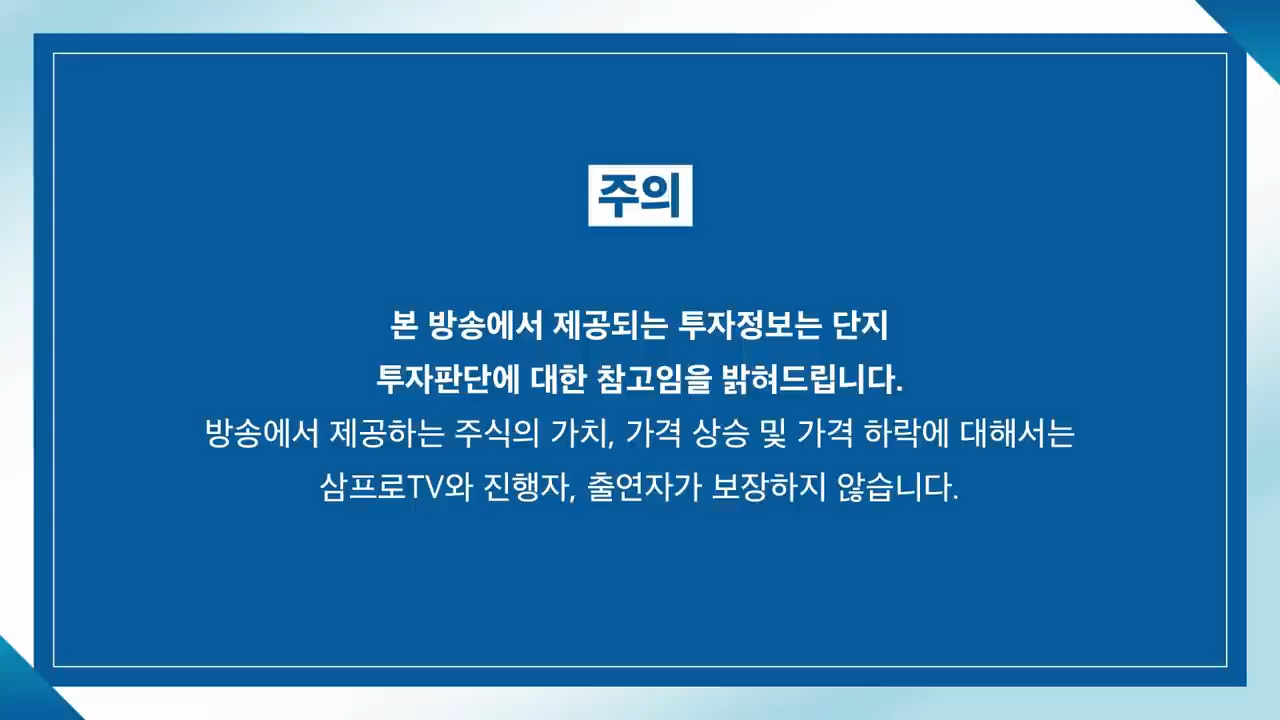 주의
본 방송에서 제공되는 투자정보는 단지
투자판단에 대한 참고임을 밝혀드립니다.
방송에서 제공하는 주식의 가치, 가격 상승 및 가격 하락에 대해서는
삼프로TV와 진행자, 출연자가 보장하지 않습니다.